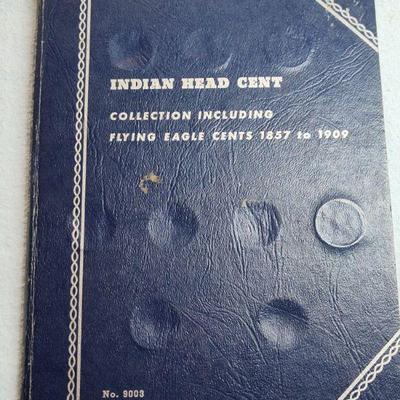 INDIAN HEAD CENT
COLLECTION INCLUDING
FLYING EAGLE CENTS 1857 to 1909
No. 9003